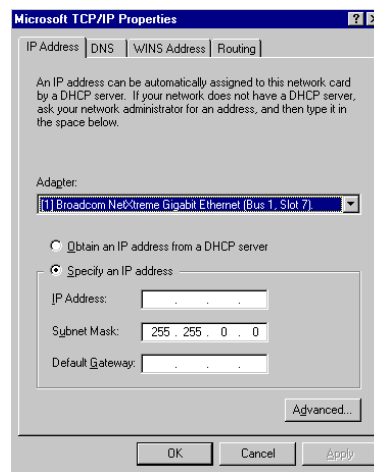 Microsoft TCP/IP Properties
IP Address DNS WINS Address Routing
An IP address can be automatically assigned to this network card
by a DHCP server. If your network does not have a DHCP server,
ask your network administrator for an address, and then type it in
the space below.
Adapter:
[1] Broadcom NetXtreme Gigabit Ethernet (Bus 1, Slot 7)
Obtain an IP address from a DHCP server
Specify an IP address
IP Address: . . .
Subnet Mask: 255 . 255 . 0 . 0
Default Gateway: . . .
Advanced...
OK Cancel Apply